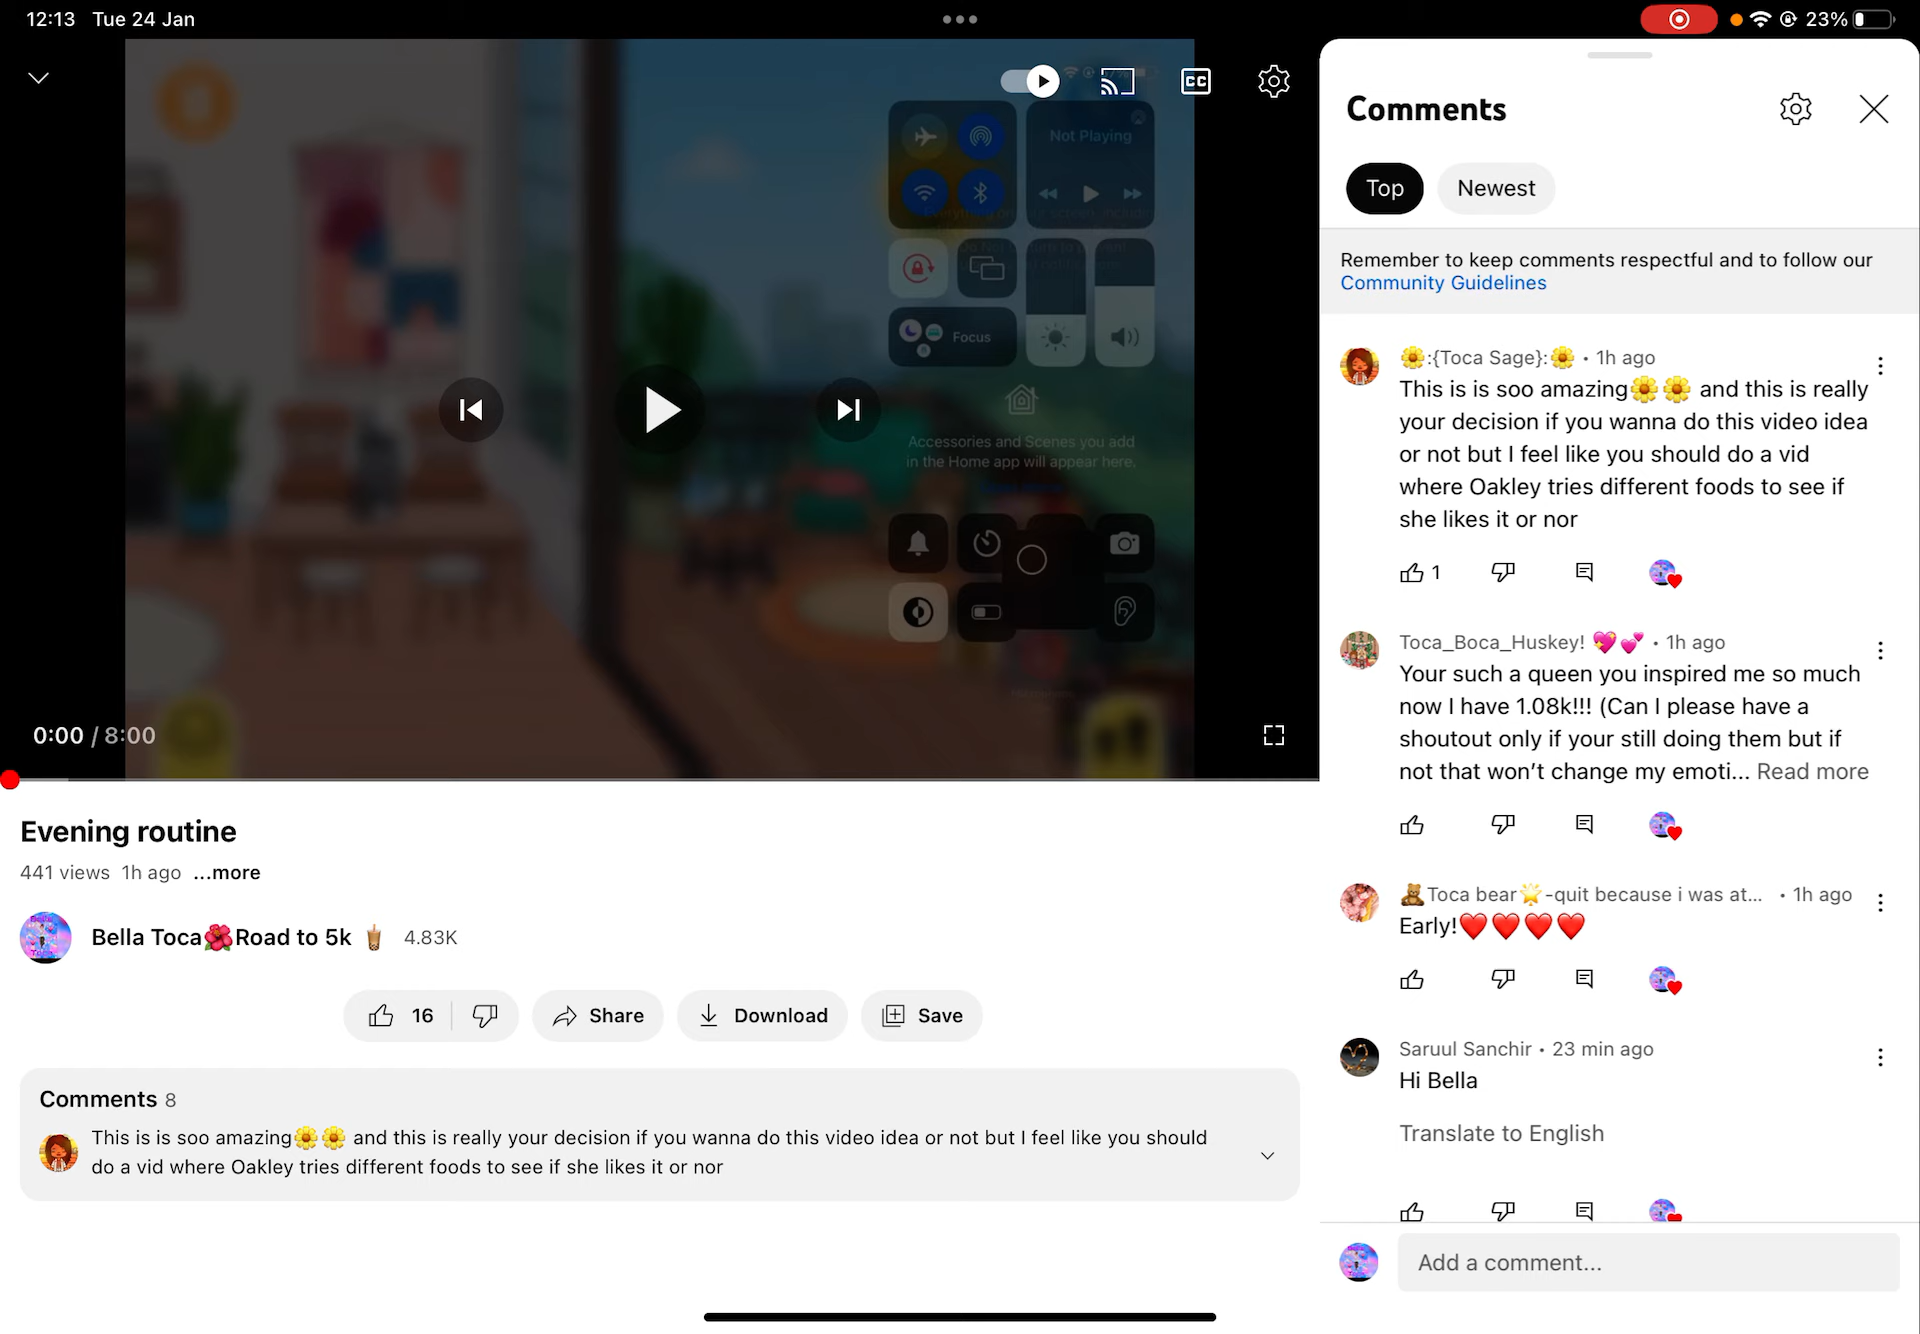 12:13 Tue 24 Jan
23%
CC
Not Playing
Focus
Accessories and Scenes you add
in the Home app will appear here.
0:00 / 8:00
Evening routine
441 views 1h ago ...more
Bella Toca🌺Road to 5k 🧋 4.83K
16
Share
Download
Save
Comments 8
This is is soo amazing🌼🌼 and this is really your decision if you wanna do this video idea or not but I feel like you should
do a vid where Oakley tries different foods to see if she likes it or nor
Comments
Top
Newest
Remember to keep comments respectful and to follow our
Community Guidelines
🌼:{Toca Sage}:🌼 • 1h ago
This is is soo amazing🌼🌼 and this is really
your decision if you wanna do this video idea
or not but I feel like you should do a vid
where Oakley tries different foods to see if
she likes it or nor
1
Toca_Boca_Huskey! 💖💕 • 1h ago
Your such a queen you inspired me so much
now I have 1.08k!!! (Can I please have a
shoutout only if your still doing them but if
not that won’t change my emoti... Read more
🧸Toca bear🌟-quit because i was at... • 1h ago
Early!❤️❤️❤️❤️
Saruul Sanchir • 23 min ago
Hi Bella
Translate to English
Add a comment...